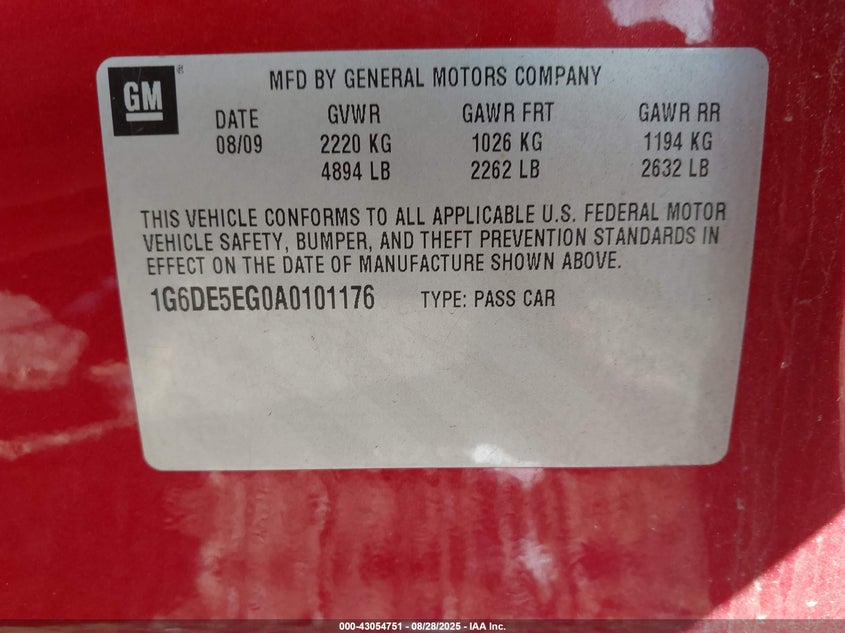 GM®
MFD BY GENERAL MOTORS COMPANY
DATE GVWR GAWR FRT GAWR RR
08/09 2220 KG 1026 KG 1194 KG
4894 LB 2262 LB 2632 LB
THIS VEHICLE CONFORMS TO ALL APPLICABLE U.S. FEDERAL MOTOR
VEHICLE SAFETY, BUMPER, AND THEFT PREVENTION STANDARDS IN
EFFECT ON THE DATE OF MANUFACTURE SHOWN ABOVE.
1G6DE5EG0A0101176 TYPE: PASS CAR
000-43054751 - 08/28/2025 - IAA Inc.